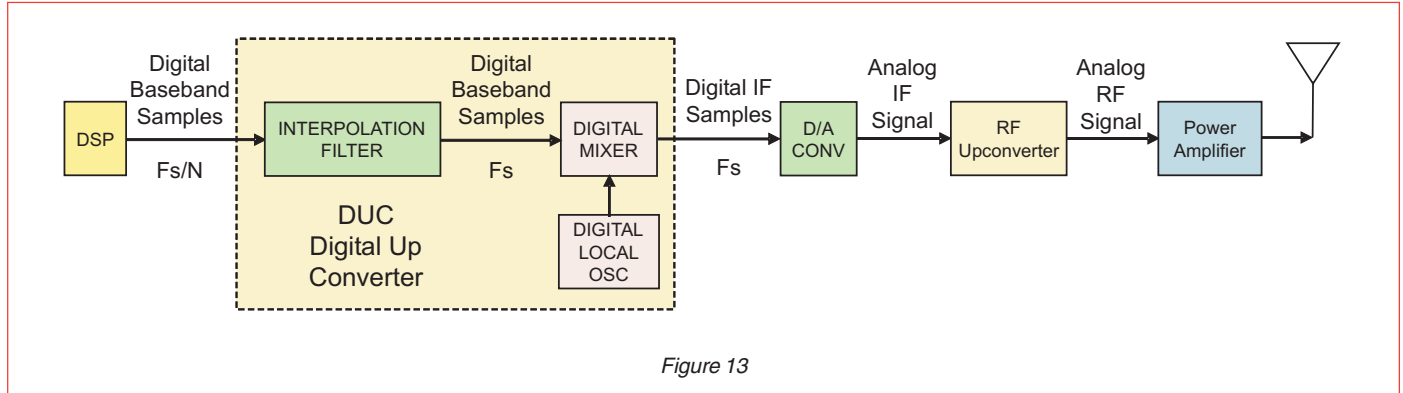 DSP
Digital
Baseband
Samples
Fs/N
INTERPOLATION
FILTER
Digital
Baseband
Samples
Fs
DIGITAL
MIXER
DIGITAL
LOCAL
OSC
DUC
Digital Up
Converter
Digital IF
Samples
Fs
D/A
CONV
Analog
IF
Signal
RF
Upconverter
Analog
RF
Signal
Power
Amplifier
Figure 13